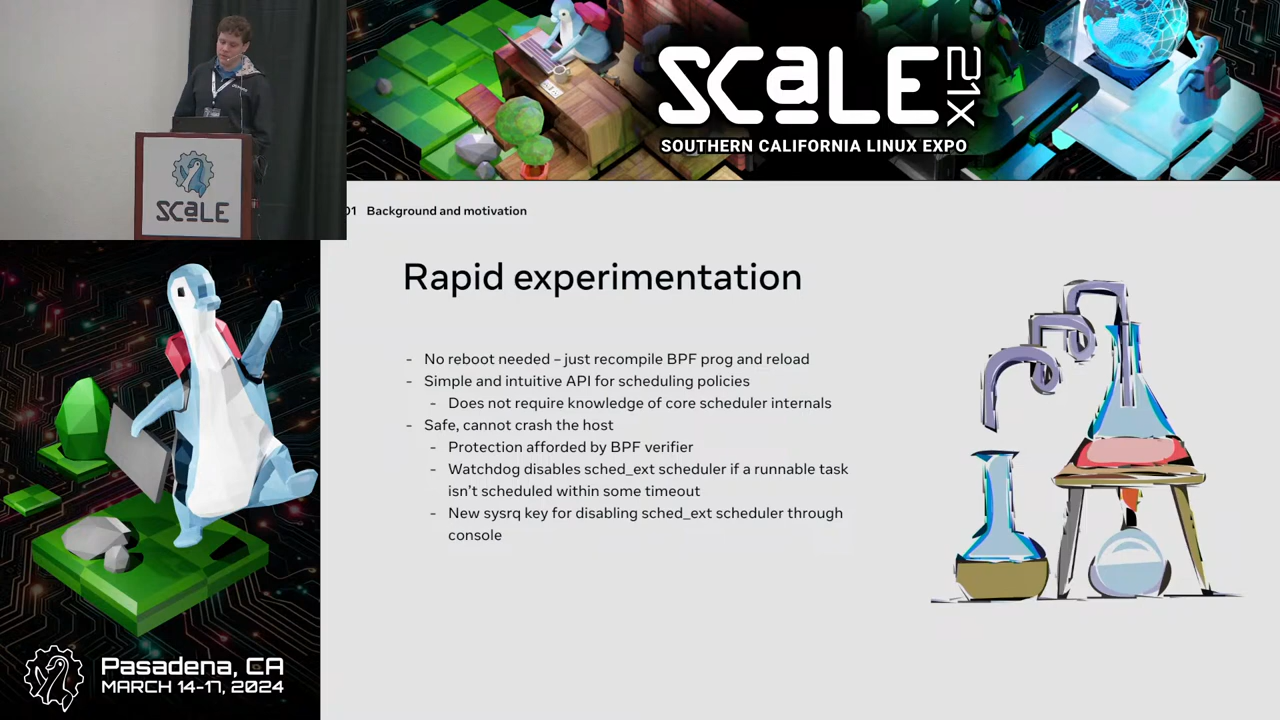 SCALE
21X
SOUTHERN CALIFORNIA LINUX EXPO
SCALE
01 Background and motivation
Rapid experimentation
- No reboot needed – just recompile BPF prog and reload
- Simple and intuitive API for scheduling policies
- Does not require knowledge of core scheduler internals
- Safe, cannot crash the host
- Protection afforded by BPF verifier
- Watchdog disables sched_ext scheduler if a runnable task
isn't scheduled within some timeout
- New sysrq key for disabling sched_ext scheduler through
console
Pasadena, CA
MARCH 14-17, 2024